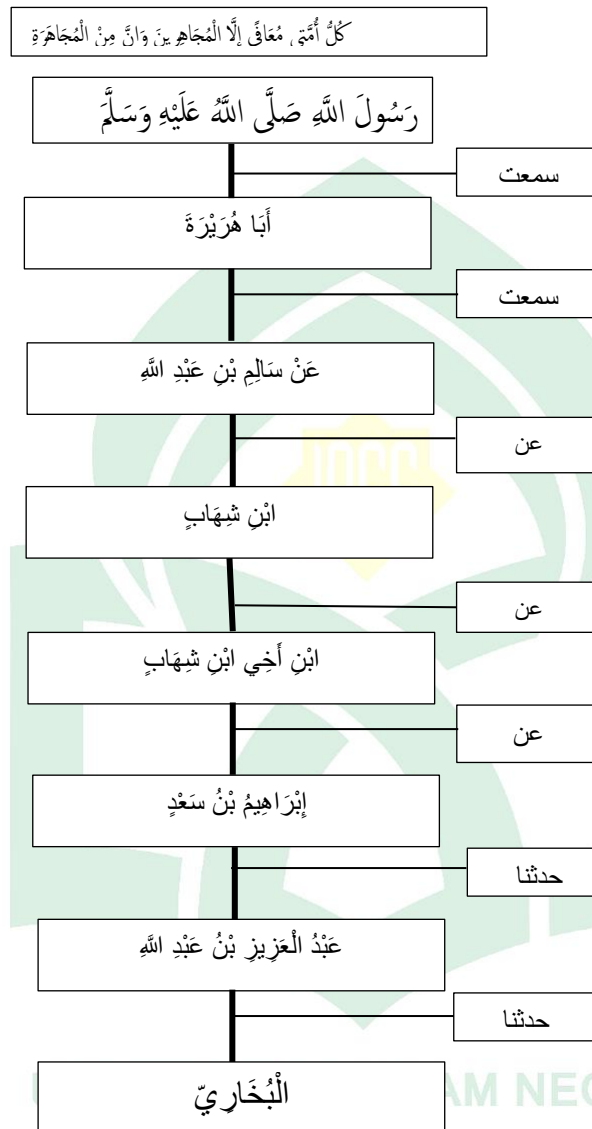 كُلُّ أُمَّتِي مُعَافًى إِلَّا الْمُجَاهِرِينَ وَانَّ مِنْ الْمُجَاهَرَةِ
رَسُولَ اللَّهِ صَلَّى اللَّهُ عَلَيْهِ وَسَلَّمَ
سمعت
أَبَا هُرَيْرَةَ
سمعت
عَنْ سَالِمِ بْنِ عَبْدِ اللَّهِ
عن
ابْنِ شِهَابٍ
عن
ابْنِ أَخِي ابْنِ شِهَابٍ
عن
إِبْرَاهِيمُ بْنُ سَعْدٍ
حدثنا
عَبْدُ الْعَزِيزِ بْنُ عَبْدِ اللَّهِ
حدثنا
الْبُخَارِيّ